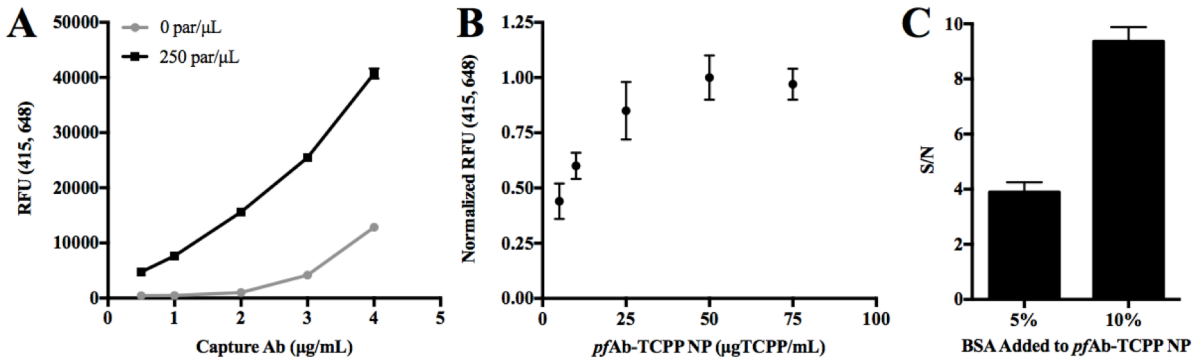 A
RFU (415, 648)
50000
40000
30000
20000
10000
0
0 par/µL
250 par/µL
0 1 2 3 4 5
Capture Ab (µg/mL)
B
Normalized RFU (415, 648)
1.25
1.00
0.75
0.50
0.25
0.00
0 25 50 75 100
pfAb-TCPP NP (µgTCPP/mL)
C
S/N
10
8
6
4
2
0
5% 10%
BSA Added to pfAb-TCPP NP